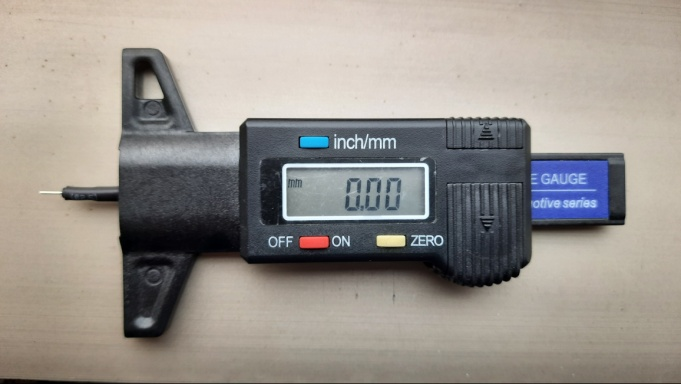 inch/mm
mm
0.00
OFF ON ZERO
E GAUGE
otive series